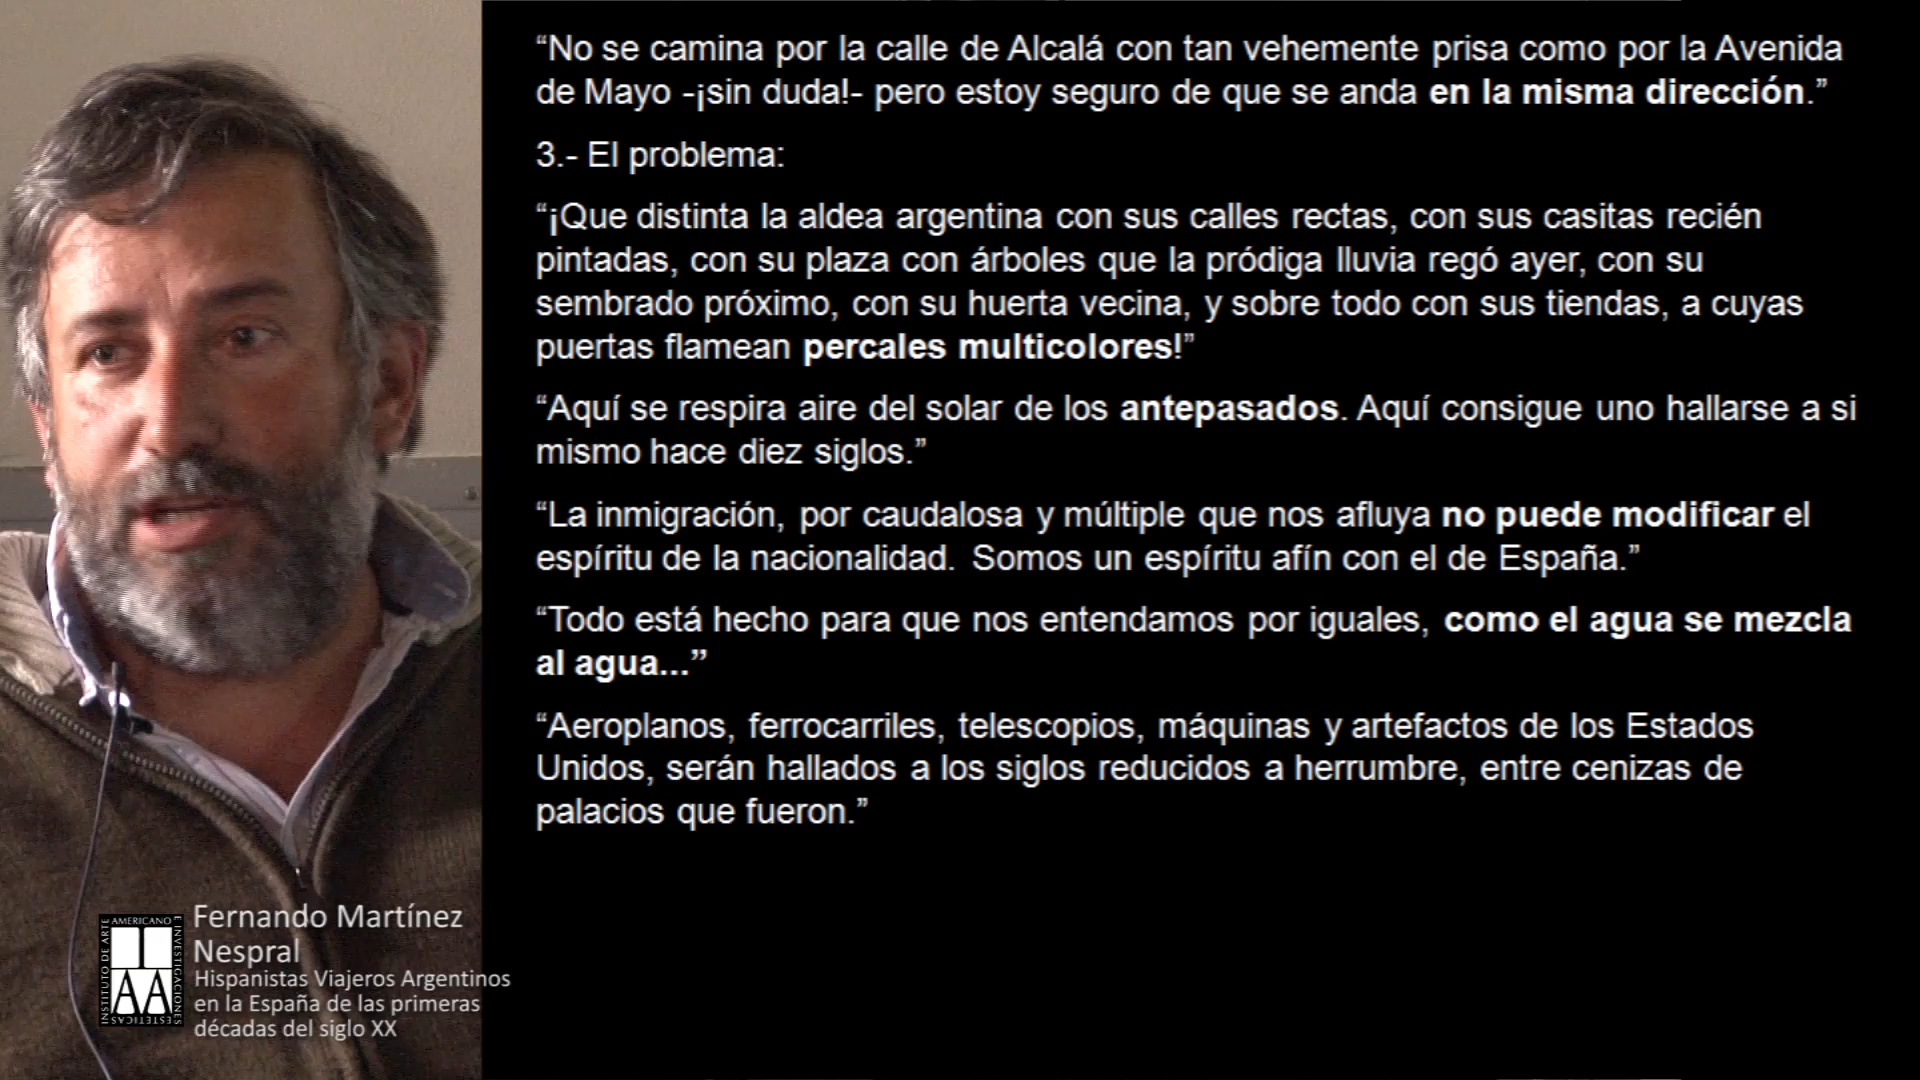 “No se camina por la calle de Alcalá con tan vehemente prisa como por la Avenida
de Mayo -¡sin duda!- pero estoy seguro de que se anda en la misma dirección.”
3.- El problema:
“¡Que distinta la aldea argentina con sus calles rectas, con sus casitas recién
pintadas, con su plaza con árboles que la pródiga lluvia regó ayer, con su
sembrado próximo, con su huerta vecina, y sobre todo con sus tiendas, a cuyas
puertas flamean percales multicolores!”
“Aquí se respira aire del solar de los antepasados. Aquí consigue uno hallarse a si
mismo hace diez siglos.”
“La inmigración, por caudalosa y múltiple que nos afluya no puede modificar el
espíritu de la nacionalidad. Somos un espíritu afín con el de España.”
“Todo está hecho para que nos entendamos por iguales, como el agua se mezcla
al agua...”
“Aeroplanos, ferrocarriles, telescopios, máquinas y artefactos de los Estados
Unidos, serán hallados a los siglos reducidos a herrumbre, entre cenizas de
palacios que fueron.”
INSTITUTO DE ARTE
AMERICANO
E INVESTIGACIONES
ESTETICAS
AA
Fernando Martínez
Nespral
Hispanistas Viajeros Argentinos
en la España de las primeras
décadas del siglo XX